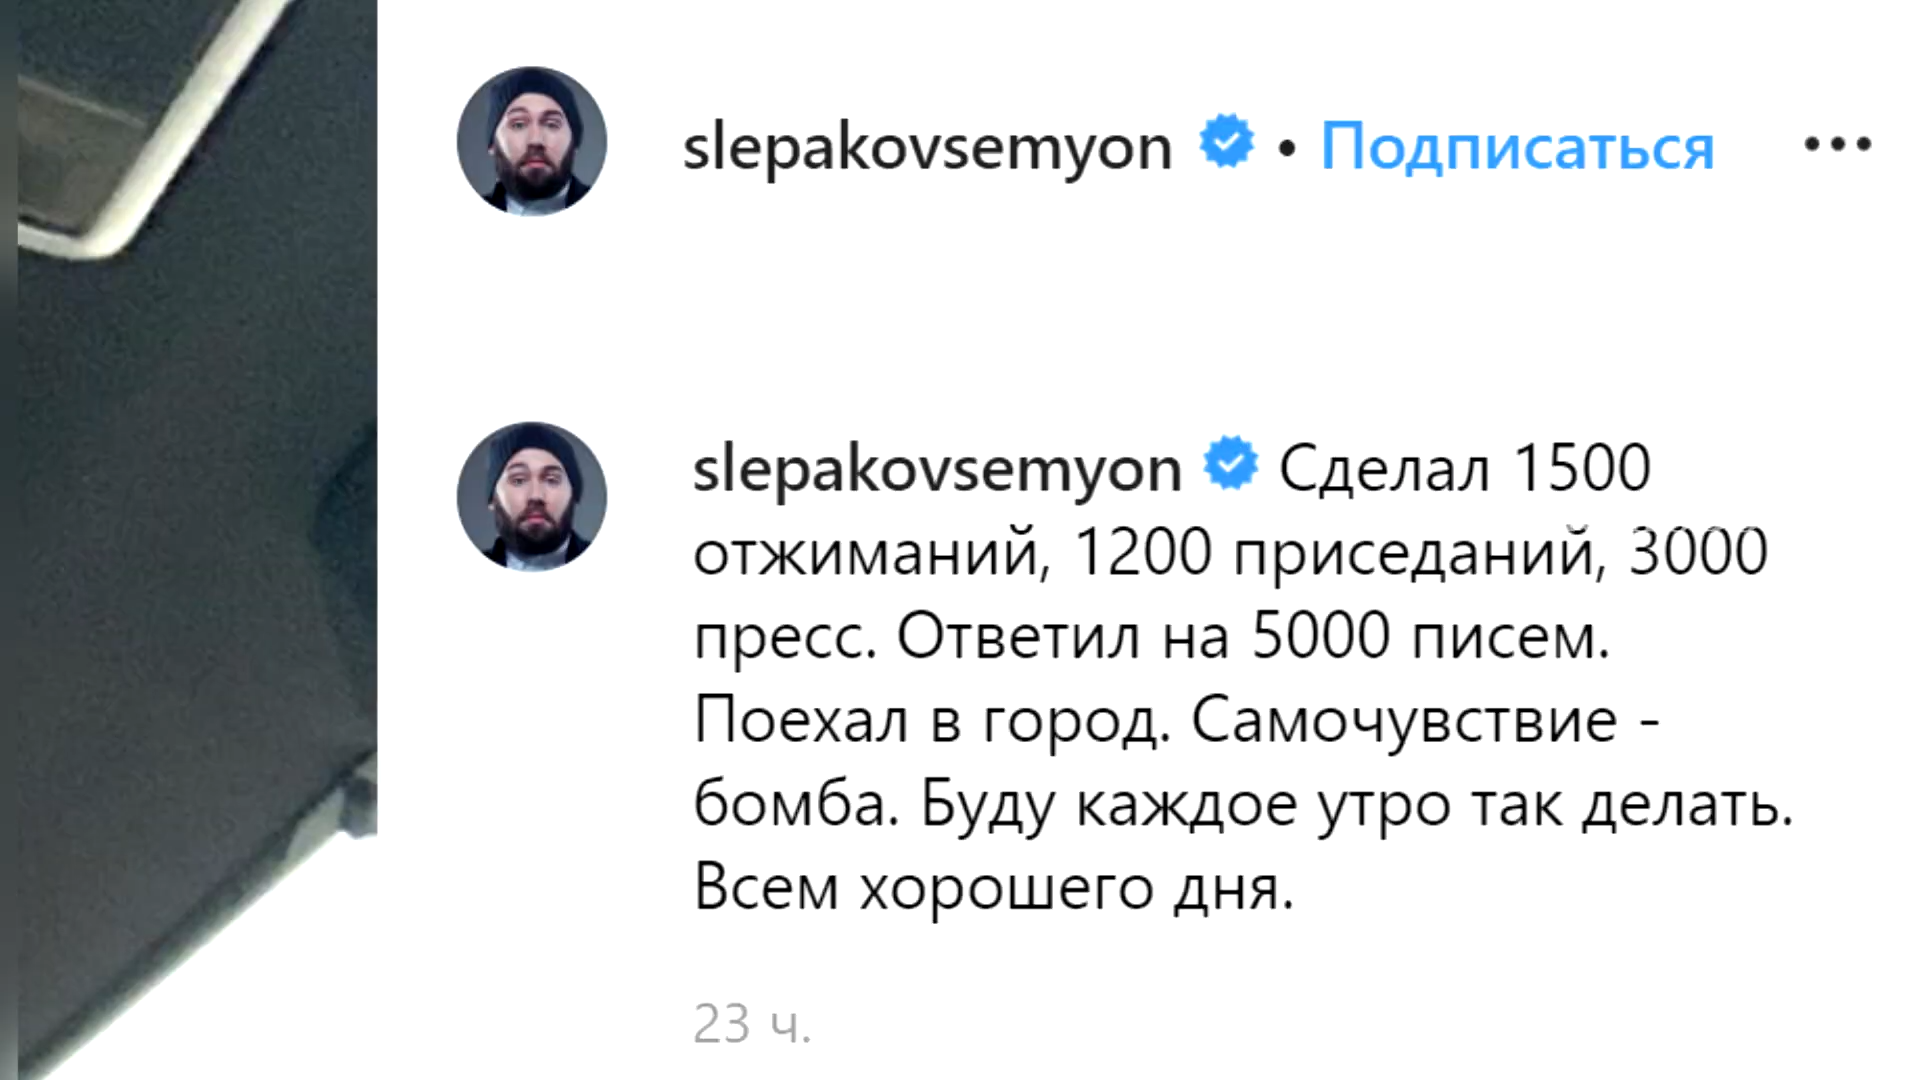 slepakovsemyon • Подписаться •••
slepakovsemyon Сделал 1500
отжиманий, 1200 приседаний, 3000
пресс. Ответил на 5000 писем.
Поехал в город. Самочувствие -
бомба. Буду каждое утро так делать.
Всем хорошего дня.
23 ч.